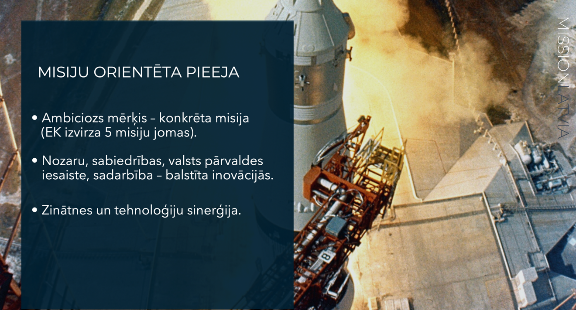 MISIJU ORIENTĒTA PIEEJA
• Ambiciozs mērķis – konkrēta misija
(EK izvirza 5 misiju jomas).
• Nozaru, sabiedrības, valsts pārvaldes
iesaiste, sadarbība – balstīta inovācijās.
• Zinātnes un tehnoloģiju sinerģija.
MISSION LATVIA